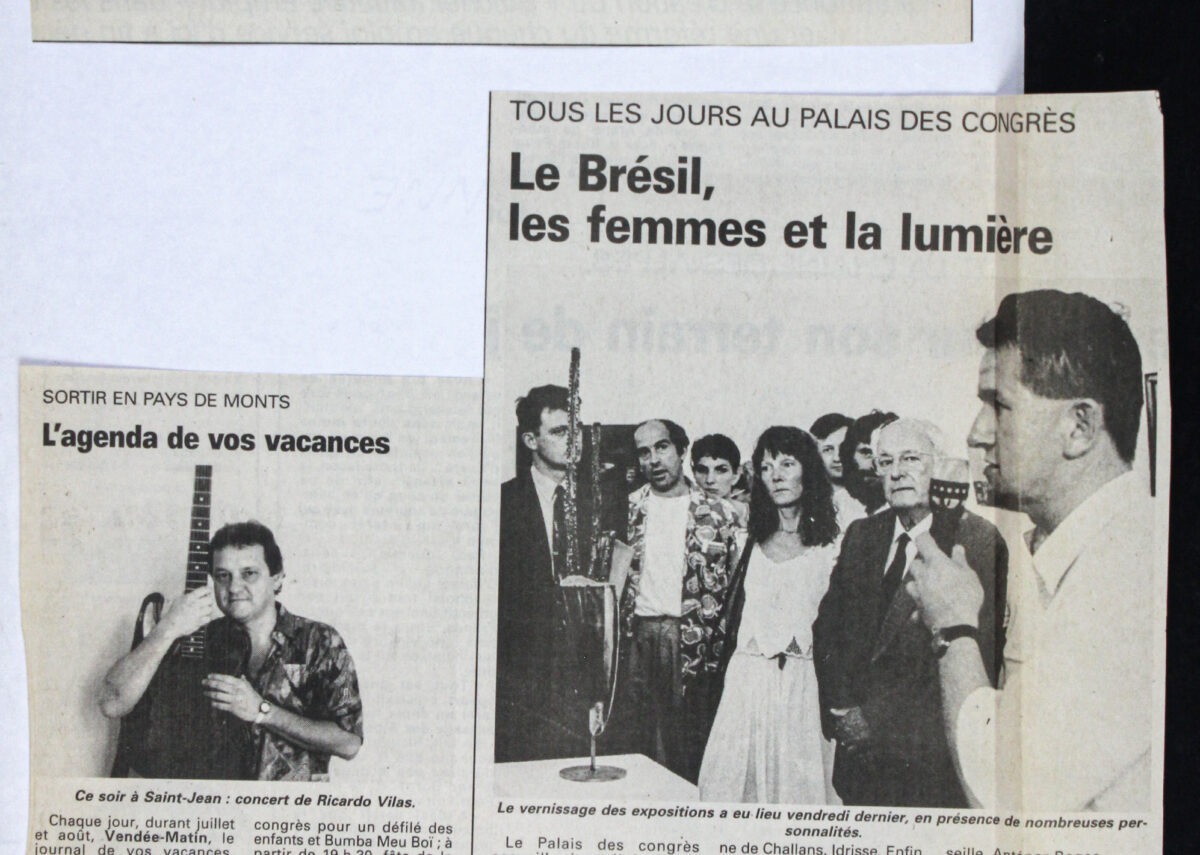 TOUS LES JOURS AU PALAIS DES CONGRÈS
Le Brésil,
les femmes et la lumière
Le vernissage des expositions a eu lieu vendredi dernier, en présence de nombreuses per-
sonnalités.
Le Palais des congrès
ne de Challans, Idrisse. Enfin
SORTIR EN PAYS DE MONTS
L'agenda de vos vacances
Ce soir à Saint-Jean : concert de Ricardo Vilas.
Chaque jour, durant juillet
et août, Vendée-Matin, le
journal de vos vacances
congrès pour un défilé des
enfants et Bumba Meu Boï ; à
partir de 19 h 30, fête de la